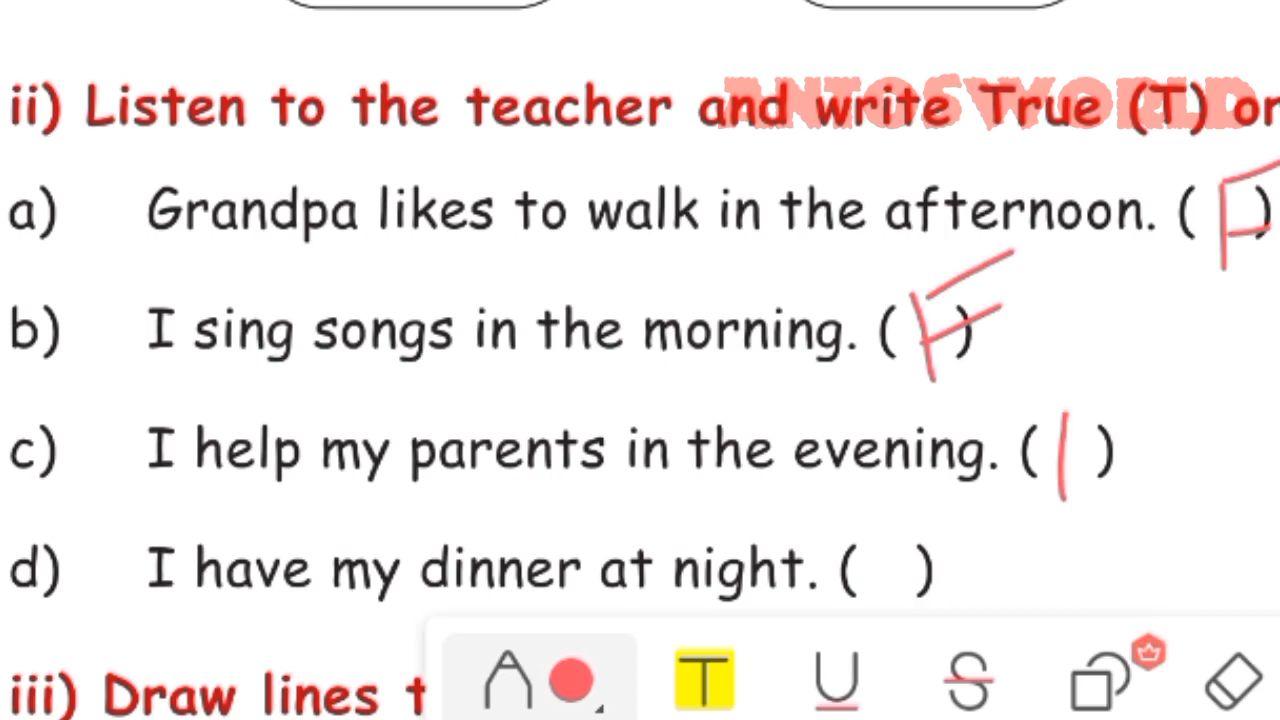 ANTOSWORLD
ii) Listen to the teacher and write True (T) or
a) Grandpa likes to walk in the afternoon. ( F )
b) I sing songs in the morning. ( F )
c) I help my parents in the evening. ( )
d) I have my dinner at night. ( )
iii) Draw lines t
T U S